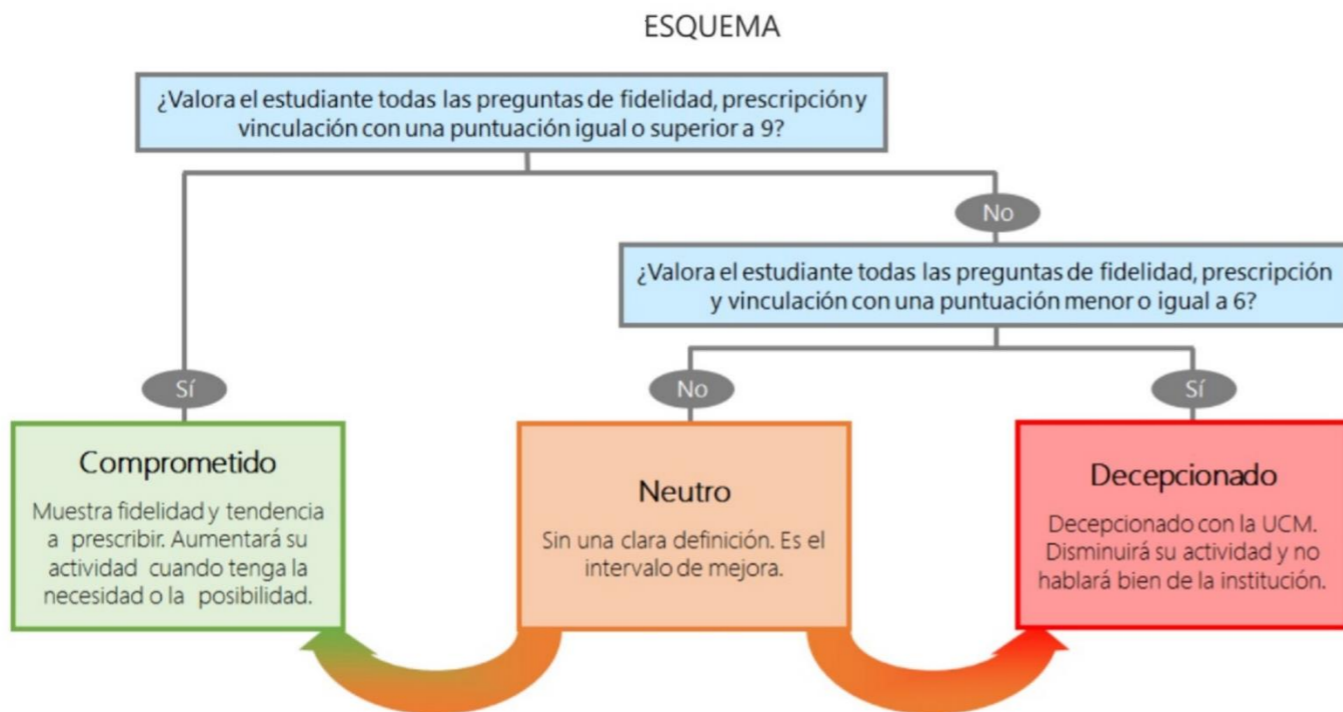 ESQUEMA
¿Valora el estudiante todas las preguntas de fidelidad, prescripción y
vinculación con una puntuación igual o superior a 9?
No
¿Valora el estudiante todas las preguntas de fidelidad, prescripción
y vinculación con una puntuación menor o igual a 6?
Sí
No
Sí
Comprometido
Muestra fidelidad y tendencia
a prescribir. Aumentará su
actividad cuando tenga la
necesidad o la posibilidad.
Neutro
Sin una clara definición. Es el
intervalo de mejora.
Decepcionado
Decepcionado con la UCM.
Disminuirá su actividad y no
hablará bien de la institución.